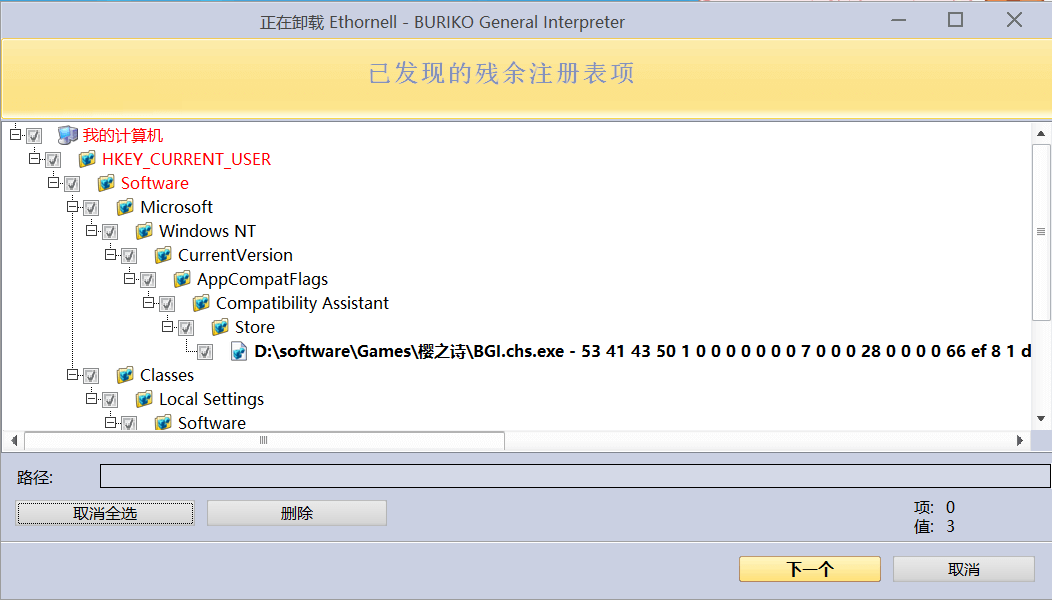 正在卸载 Ethornell - BURIKO General Interpreter
已发现的残余注册表项
我的计算机
HKEY_CURRENT_USER
Software
Microsoft
Windows NT
CurrentVersion
AppCompatFlags
Compatibility Assistant
Store
D:\software\Games\樱之诗\BGI.chs.exe - 53 41 43 50 1 0 0 0 0 0 0 0 7 0 0 0 28 0 0 0 0 66 ef 8 1 d
Classes
Local Settings
Software
路径:
取消全选 删除
项: 0
值: 3
下一个 取消